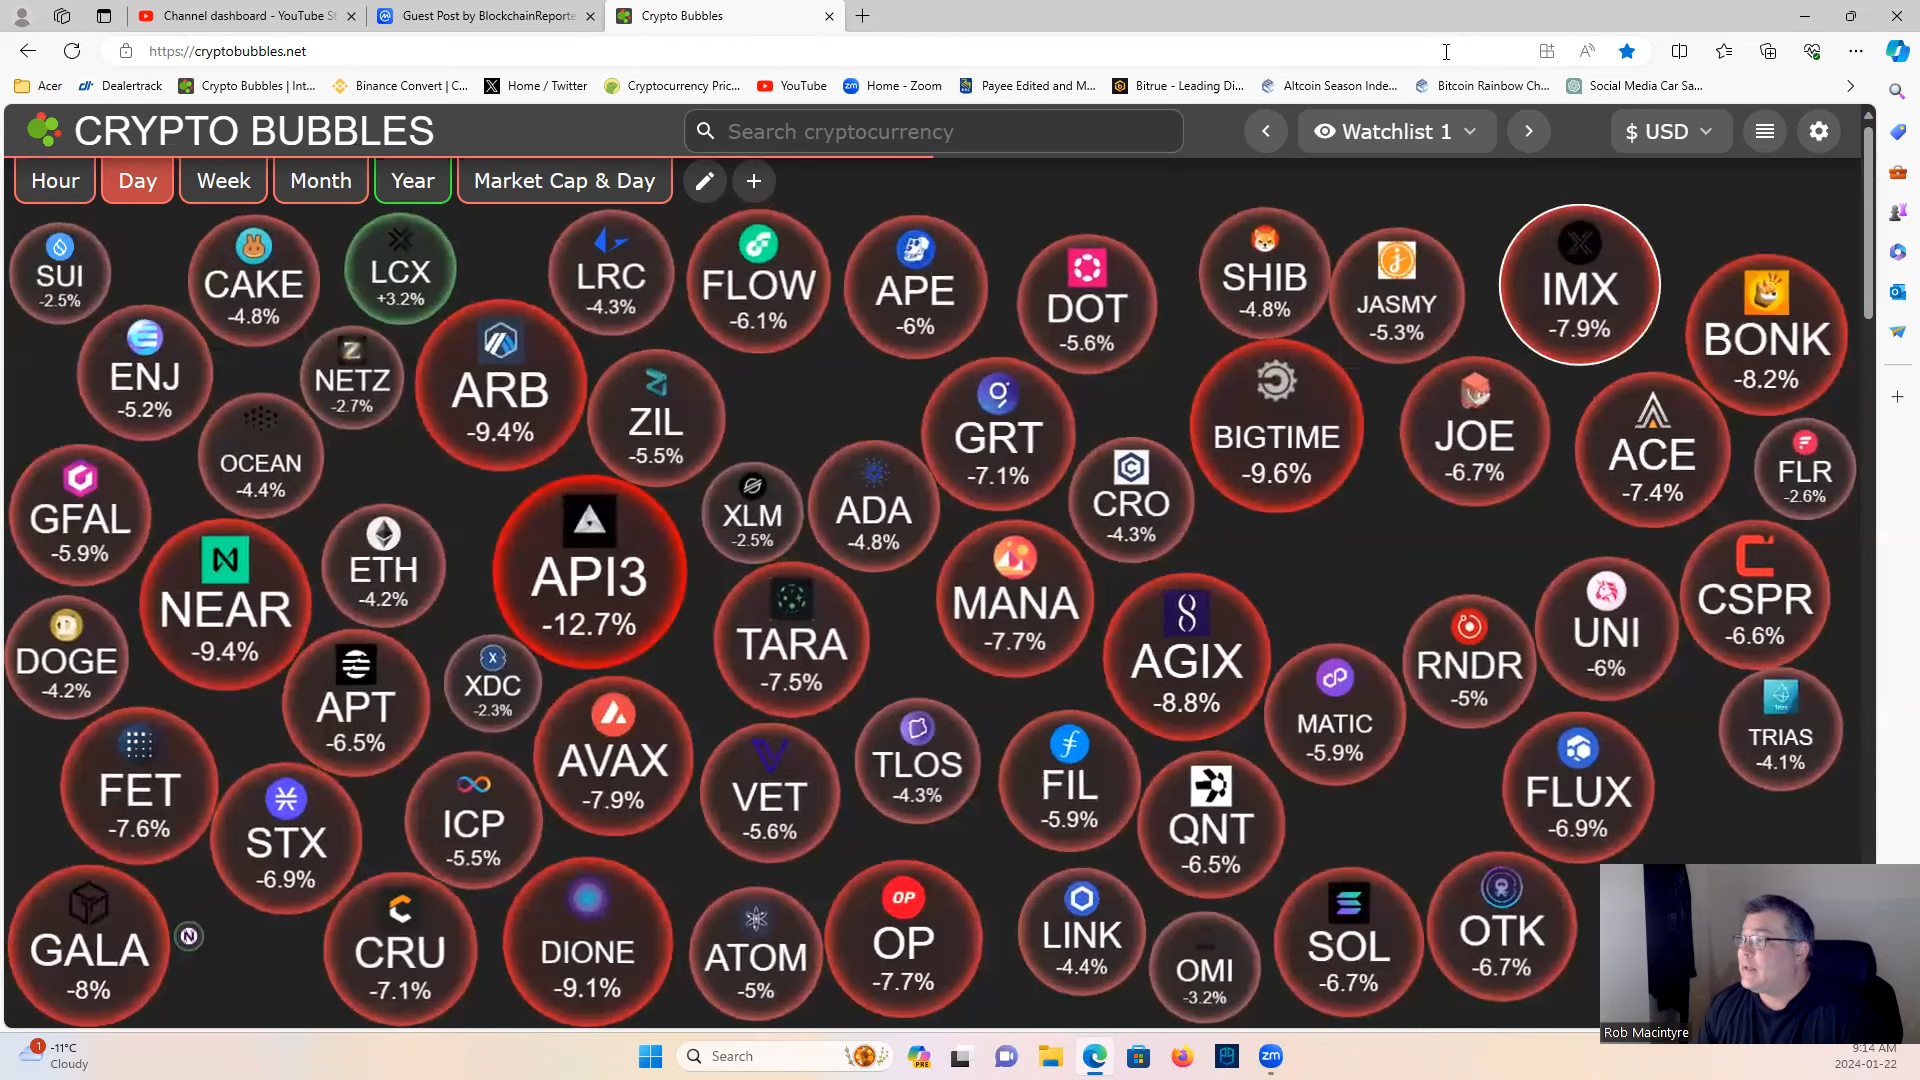 Channel dashboard - YouTube St
Guest Post by BlockchainReporte
Crypto Bubbles
https://cryptobubbles.net
Acer
Dealertrack
Crypto Bubbles | Int...
Binance Convert | C...
Home / Twitter
Cryptocurrency Pric...
YouTube
Home - Zoom
Payee Edited and M...
Bitrue - Leading Di...
Altcoin Season Inde...
Bitcoin Rainbow Ch...
Social Media Car Sa...
CRYPTO BUBBLES
Search cryptocurrency
Watchlist 1
$ USD
Hour
Day
Week
Month
Year
Market Cap & Day
SUI
-2.5%
CAKE
-4.8%
LCX
+3.2%
LRC
-4.3%
FLOW
-6.1%
APE
-6%
DOT
-5.6%
SHIB
-4.8%
JASMY
-5.3%
IMX
-7.9%
BONK
-8.2%
ENJ
-5.2%
NETZ
-2.7%
ARB
-9.4%
ZIL
-5.5%
GRT
-7.1%
BIGTIME
-9.6%
JOE
-6.7%
ACE
-7.4%
FLR
-2.6%
OCEAN
-4.4%
GFAL
-5.9%
XLM
-2.5%
ADA
-4.8%
CRO
-4.3%
NEAR
-9.4%
ETH
-4.2%
API3
-12.7%
MANA
-7.7%
CSPR
-6.6%
DOGE
-4.2%
TARA
-7.5%
AGIX
-8.8%
RNDR
-5%
UNI
-6%
APT
-6.5%
XDC
-2.3%
MATIC
-5.9%
TRIAS
-4.1%
FET
-7.6%
AVAX
-7.9%
VET
-5.6%
TLOS
-4.3%
FIL
-5.9%
FLUX
-6.9%
STX
-6.9%
ICP
-5.5%
QNT
-6.5%
GALA
-8%
CRU
-7.1%
DIONE
-9.1%
ATOM
-5%
OP
OP
-7.7%
LINK
-4.4%
OMI
-3.2%
SOL
-6.7%
OTK
-6.7%
Rob Macintyre
1
-11°C
Cloudy
Search
PRE
zm
9:14 AM
2024-01-22